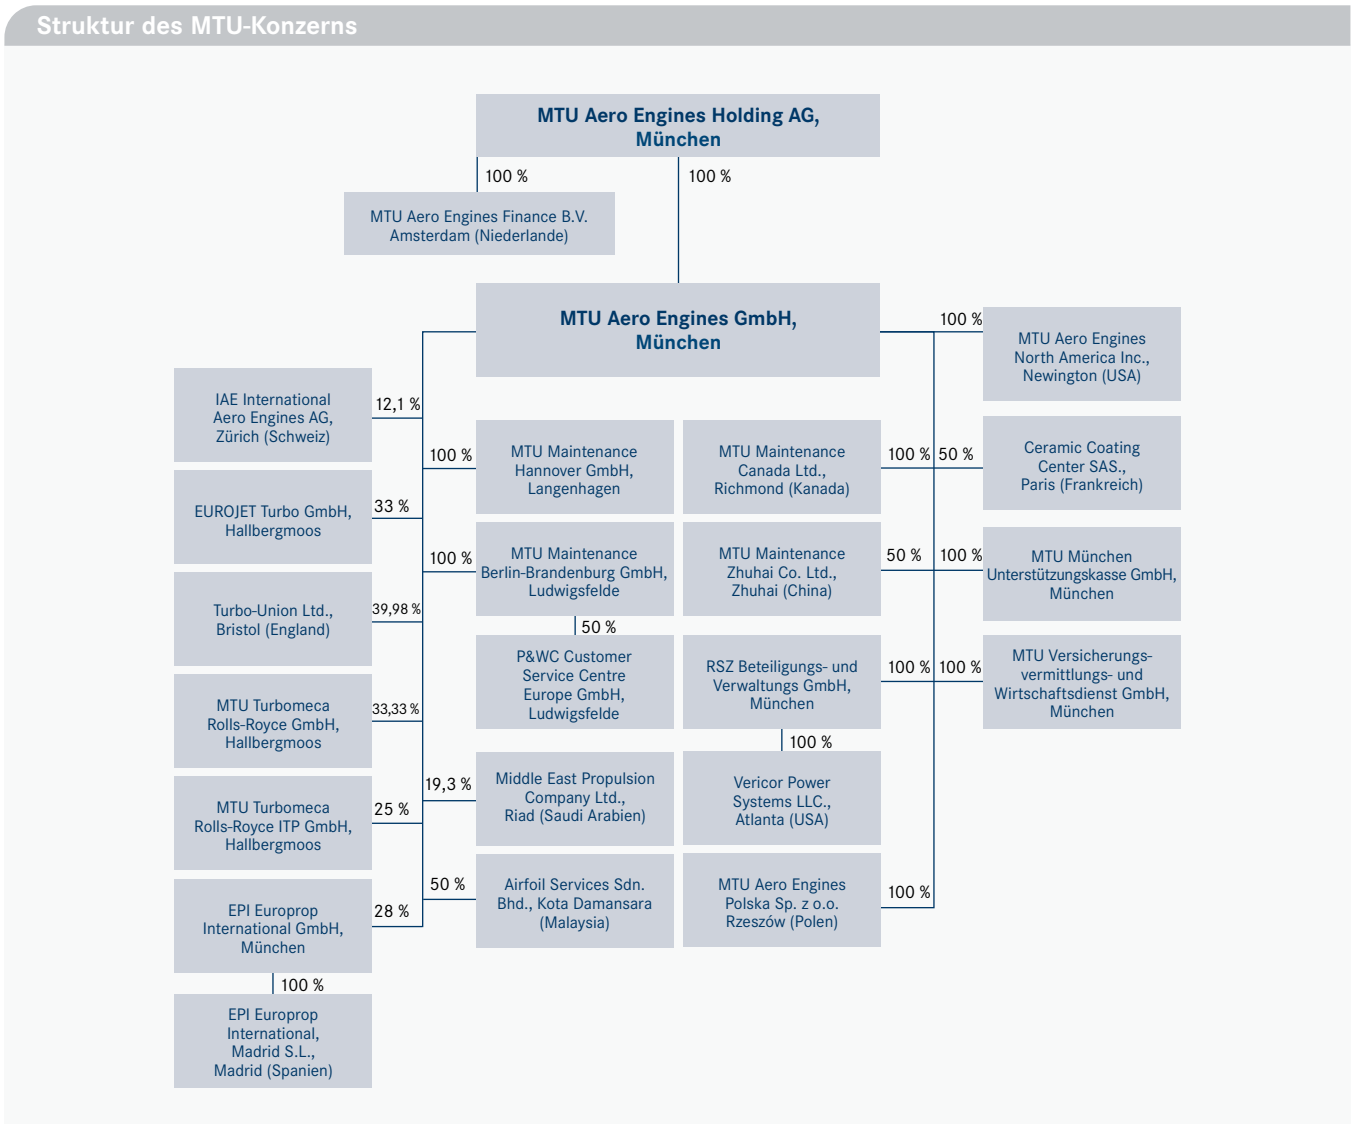 Struktur des MTU-Konzerns
MTU Aero Engines Holding AG,
München
100 %
100 %
MTU Aero Engines Finance B.V.
Amsterdam (Niederlande)
MTU Aero Engines GmbH,
München
100 %
MTU Aero Engines
North America Inc.,
Newington (USA)
IAE International
Aero Engines AG,
Zürich (Schweiz)
12,1 %
100 %
MTU Maintenance
Hannover GmbH,
Langenhagen
MTU Maintenance
Canada Ltd.,
Richmond (Kanada)
100 %
50 %
Ceramic Coating
Center SAS.,
Paris (Frankreich)
EUROJET Turbo GmbH,
Hallbergmoos
33 %
100 %
MTU Maintenance
Berlin-Brandenburg GmbH,
Ludwigsfelde
MTU Maintenance
Zhuhai Co. Ltd.,
Zhuhai (China)
50 %
100 %
MTU München
Unterstützungskasse GmbH,
München
Turbo-Union Ltd.,
Bristol (England)
39,98 %
50 %
P&WC Customer
Service Centre
Europe GmbH,
Ludwigsfelde
RSZ Beteiligungs- und
Verwaltungs GmbH,
München
100 %
100 %
MTU Versicherungs-
vermittlungs- und
Wirtschaftsdienst GmbH,
München
MTU Turbomeca
Rolls-Royce GmbH,
Hallbergmoos
33,33 %
100 %
19,3 %
Middle East Propulsion
Company Ltd.,
Riad (Saudi Arabien)
Vericor Power
Systems LLC.,
Atlanta (USA)
MTU Turbomeca
Rolls-Royce ITP GmbH,
Hallbergmoos
25 %
50 %
Airfoil Services Sdn.
Bhd., Kota Damansara
(Malaysia)
MTU Aero Engines
Polska Sp. z o.o.
Rzeszów (Polen)
100 %
EPI Europrop
International GmbH,
München
28 %
100 %
EPI Europrop
International,
Madrid S.L.,
Madrid (Spanien)